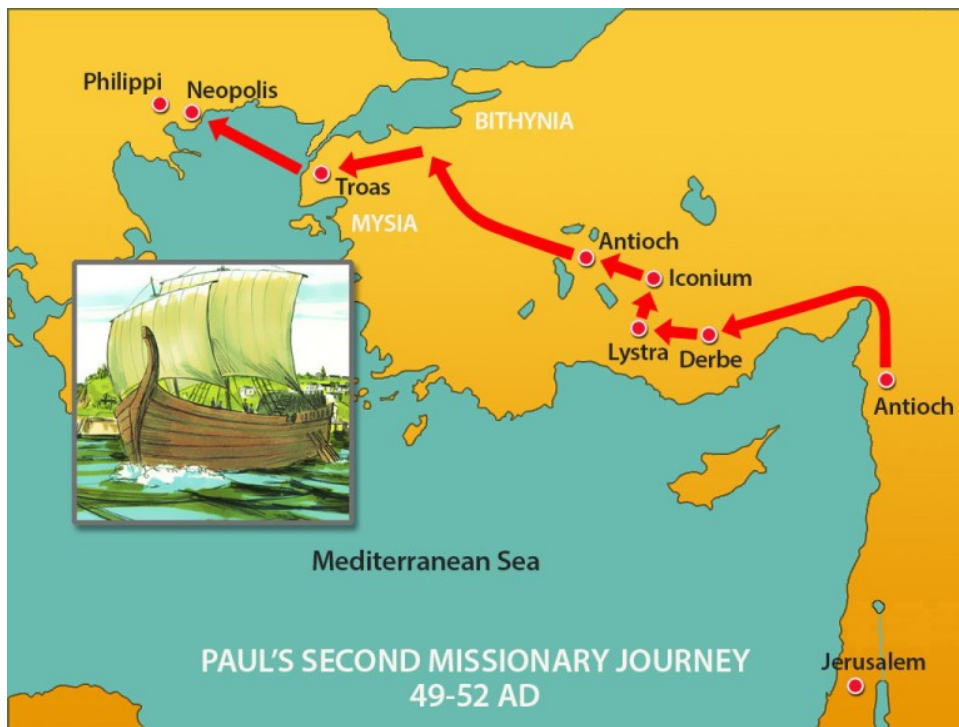 Philippi
Neopolis
BITHYNIA
Troas
MYSIA
Antioch
Iconium
Lystra
Derbe
Antioch
Mediterranean Sea
PAUL'S SECOND MISSIONARY JOURNEY
49-52 AD
Jerusalem